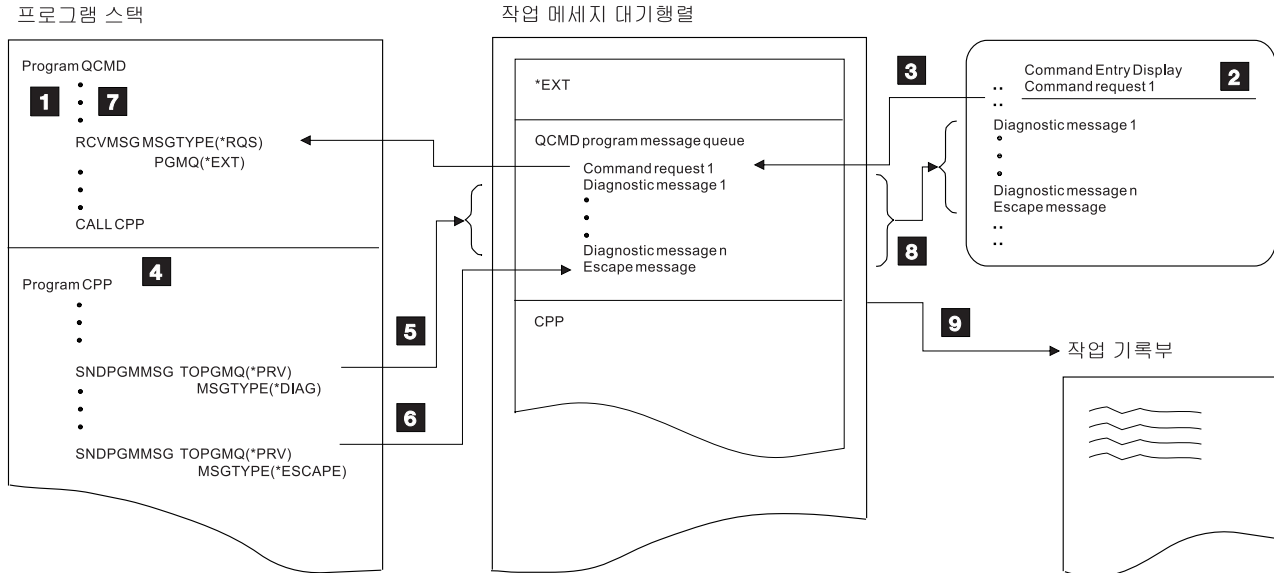 프로그램 스택
Program QCMD
1
7
RCVMSG MSGTYPE(*RQS)
PGMQ(*EXT)
CALL CPP
4
Program CPP
5
SNDPGMMSG TOPGMQ(*PRV)
MSGTYPE(*DIAG)
6
SNDPGMMSG TOPGMQ(*PRV)
MSGTYPE(*ESCAPE)
작업 메세지 대기행렬
*EXT
QCMD program message queue
Command request 1
Diagnostic message 1
Diagnostic message n
Escape message
CPP
3
Command Entry Display
Command request 1
2
Diagnostic message 1
Diagnostic message n
Escape message
8
9
작업 기록부